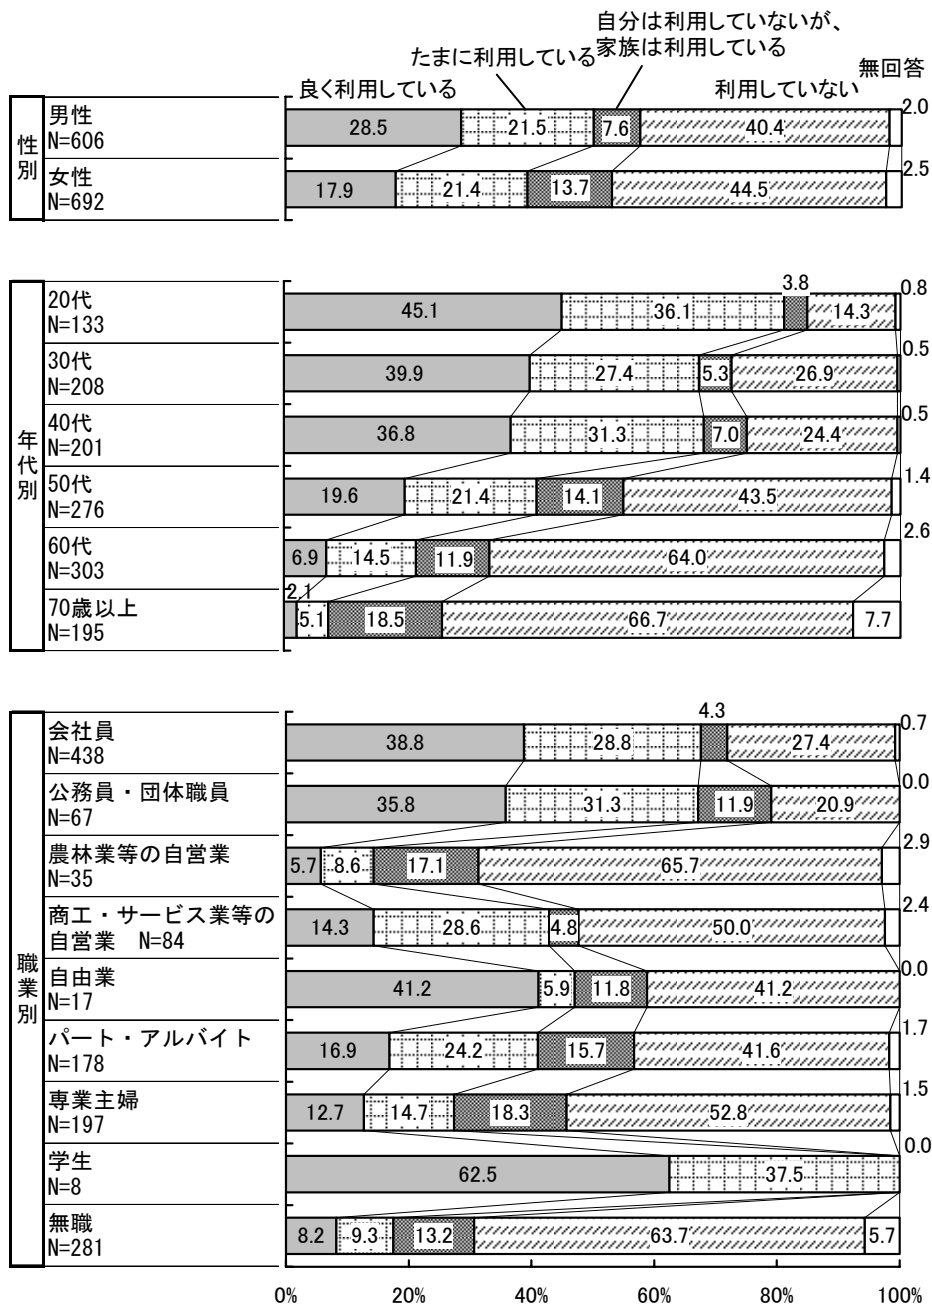 自分は利用していないが、
たまに利用している 家族は利用している
無回答
良く利用している 利用していない
性別
男性
N=606
28.5 21.5 7.6 40.4 2.0
女性
N=692
17.9 21.4 13.7 44.5 2.5
年代別
20代
N=133
45.1 36.1 3.8 14.3 0.8
30代
N=208
39.9 27.4 5.3 26.9 0.5
40代
N=201
36.8 31.3 7.0 24.4 0.5
50代
N=276
19.6 21.4 14.1 43.5 1.4
60代
N=303
6.9 14.5 11.9 64.0 2.6
70歳以上
N=195
2.1 5.1 18.5 66.7 7.7
職業別
会社員
N=438
38.8 28.8 4.3 27.4 0.7
公務員・団体職員
N=67
35.8 31.3 11.9 20.9 0.0
農林業等の自営業
N=35
5.7 8.6 17.1 65.7 2.9
商工・サービス業等の
自営業 N=84
14.3 28.6 4.8 50.0 2.4
自由業
N=17
41.2 5.9 11.8 41.2 0.0
パート・アルバイト
N=178
16.9 24.2 15.7 41.6 1.7
専業主婦
N=197
12.7 14.7 18.3 52.8 1.5
学生
N=8
62.5 37.5 0.0
無職
N=281
8.2 9.3 13.2 63.7 5.7
0% 20% 40% 60% 80% 100%